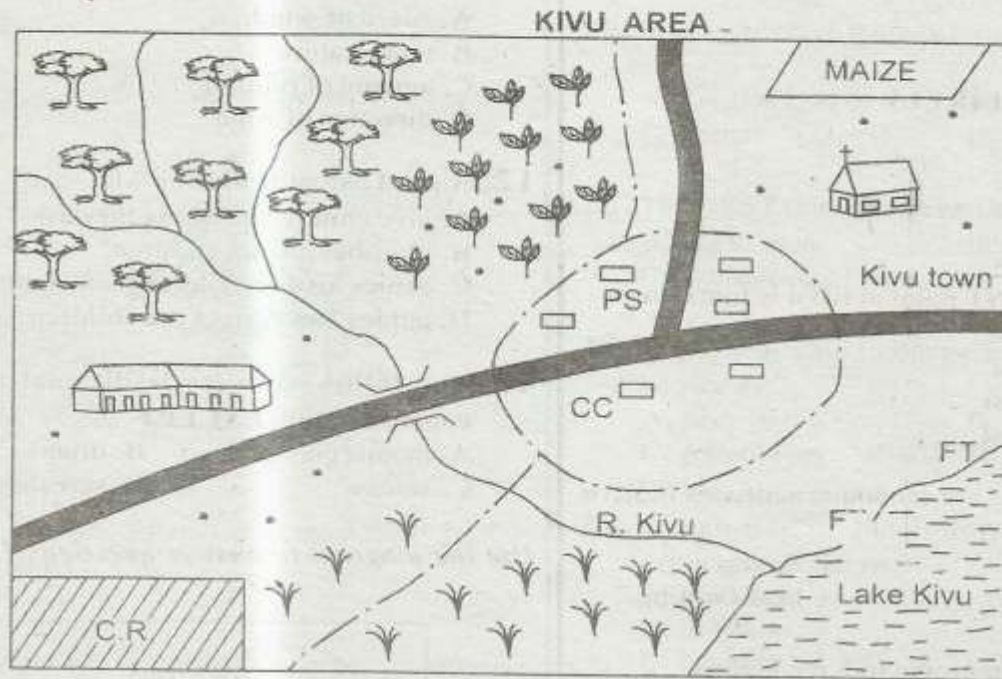 KIVU AREA
MAIZE
Kivu town
PS
CC
FT
F
R. Kivu
Lake Kivu
C.R